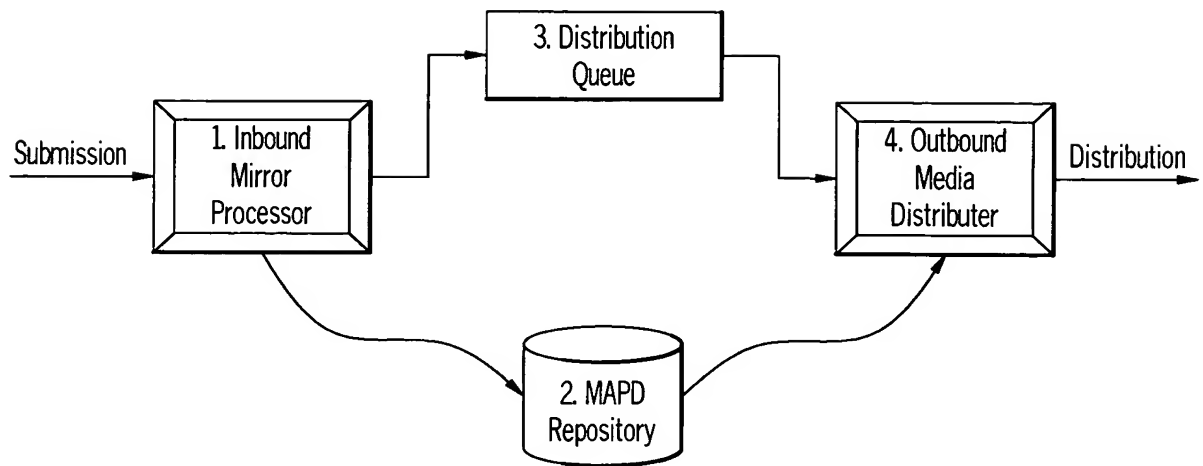 3. Distribution
Queue
Submission
1. Inbound
Mirror
Processor
4. Outbound
Media
Distributer
Distribution
2. MAPD
Repository